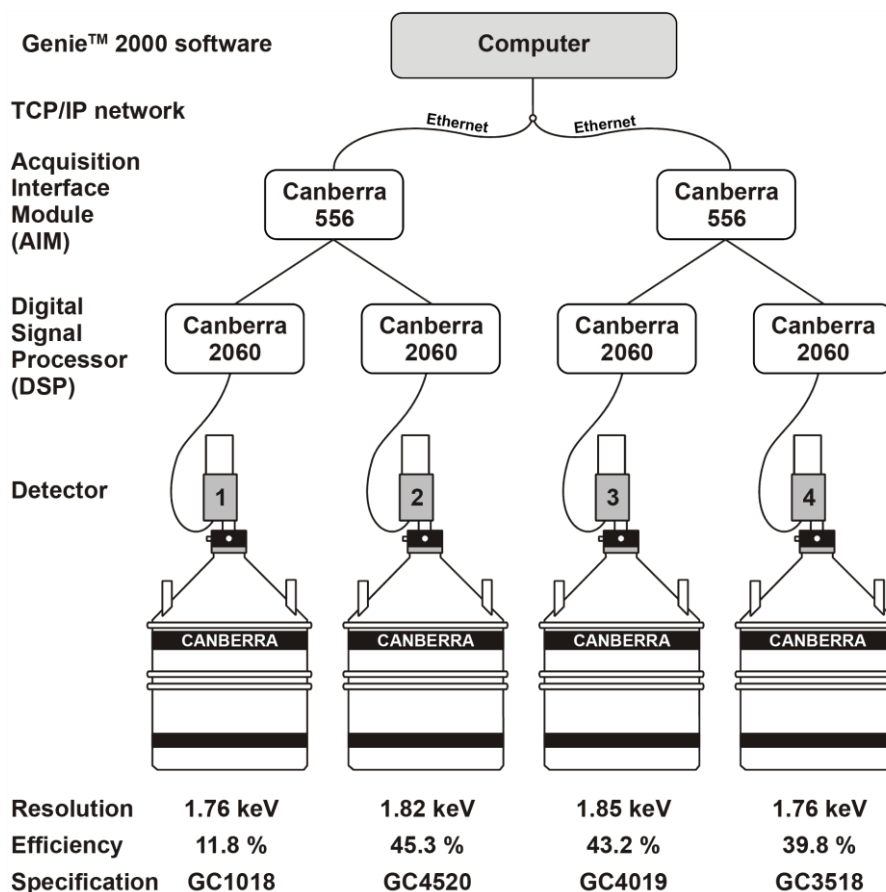 Genie™ 2000 software
Computer
TCP/IP network
Ethernet
Ethernet
Acquisition
Interface
Module
(AIM)
Canberra
556
Canberra
556
Digital
Signal
Processor
(DSP)
Canberra
2060
Canberra
2060
Canberra
2060
Canberra
2060
Detector
1
2
3
4
CANBERRA
CANBERRA
CANBERRA
CANBERRA
Resolution 1.76 keV 1.82 keV 1.85 keV 1.76 keV
Efficiency 11.8 % 45.3 % 43.2 % 39.8 %
Specification GC1018 GC4520 GC4019 GC3518